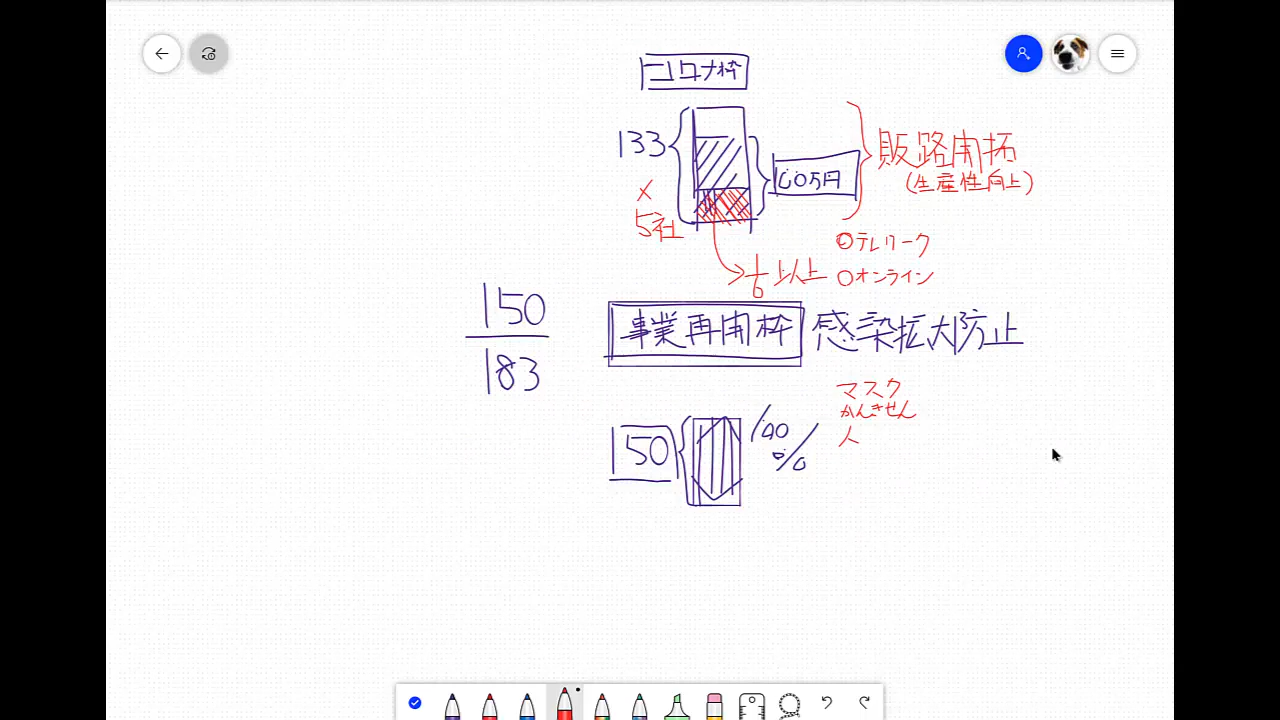 コロナ枠
133
×
5社
100万円
販路開拓
(生産性向上)
1/6以上
◎テレワーク
○オンライン
150
183
事業再開枠
感染拡大防止
150
100%
マスク
かんきせん
人